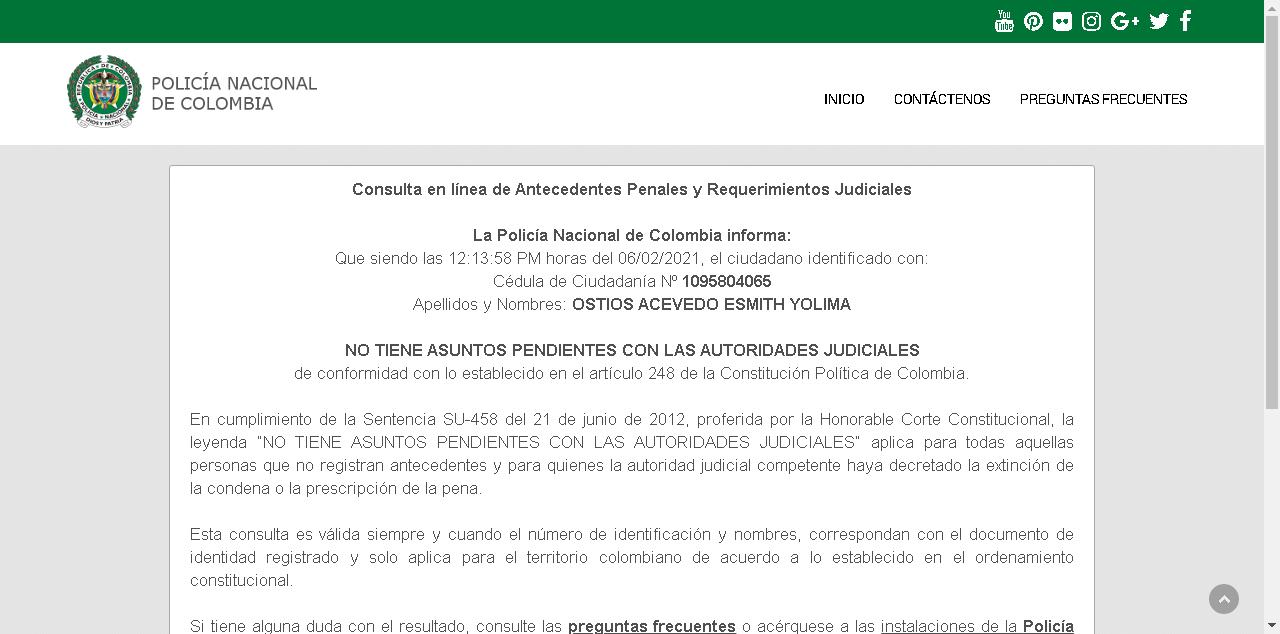 You
Tube
POLICÍA NACIONAL
DE COLOMBIA
INICIO CONTÁCTENOS PREGUNTAS FRECUENTES
Consulta en línea de Antecedentes Penales y Requerimientos Judiciales
La Policía Nacional de Colombia informa:
Que siendo las 12:13:58 PM horas del 06/02/2021, el ciudadano identificado con:
Cédula de Ciudadanía Nº 1095804065
Apellidos y Nombres: OSTIOS ACEVEDO ESMITH YOLIMA
NO TIENE ASUNTOS PENDIENTES CON LAS AUTORIDADES JUDICIALES
de conformidad con lo establecido en el artículo 248 de la Constitución Política de Colombia.
En cumplimiento de la Sentencia SU-458 del 21 de junio de 2012, proferida por la Honorable Corte Constitucional, la
leyenda “NO TIENE ASUNTOS PENDIENTES CON LAS AUTORIDADES JUDICIALES” aplica para todas aquellas
personas que no registran antecedentes y para quienes la autoridad judicial competente haya decretado la extinción de
la condena o la prescripción de la pena.
Esta consulta es válida siempre y cuando el número de identificación y nombres, correspondan con el documento de
identidad registrado y solo aplica para el territorio colombiano de acuerdo a lo establecido en el ordenamiento
constitucional.
Si tiene alguna duda con el resultado, consulte las preguntas frecuentes o acérquese a las instalaciones de la Policía